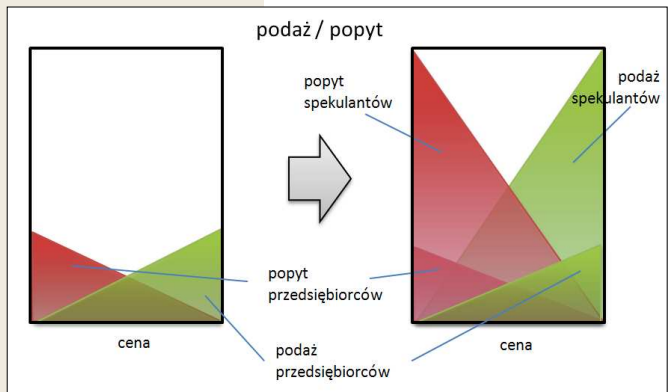 podaż / popyt
popyt
spekulantów
podaż
spekulantów
popyt
przedsiębiorców
cena
podaż
przedsiębiorców
cena